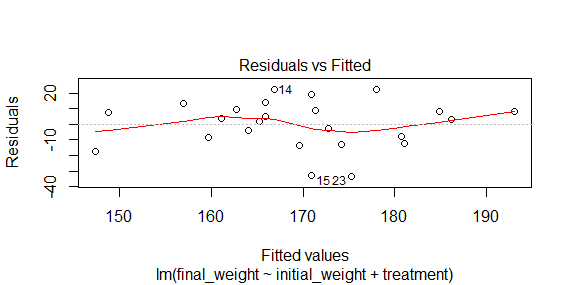 Residuals vs Fitted
Residuals
20
-10
-40
14
15 23
150 160 170 180 190
Fitted values
lm(final_weight ~ initial_weight + treatment)